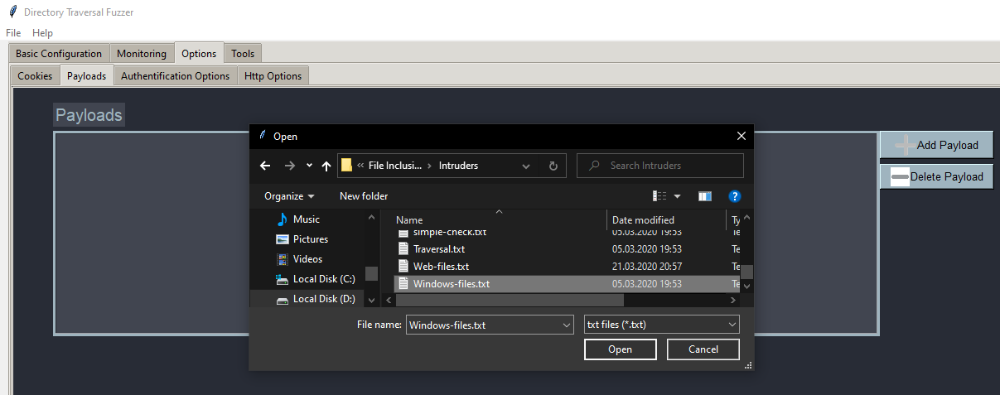 Directory Traversal Fuzzer
File Help
Basic Configuration Monitoring Options Tools
Cookies Payloads Authentification Options Http Options
Payloads
Add Payload
Delete Payload
Open
« File Inclusi... › Intruders
Search Intruders
Organize New folder
Music
Pictures
Videos
Local Disk (C:)
Local Disk (D:)
Name Date modified Ty
simple-check.txt 05.03.2020 19:53 Te
Traversal.txt 05.03.2020 19:53 Te
Web-files.txt 21.03.2020 20:57 Te
Windows-files.txt 05.03.2020 19:53 Te
File name: Windows-files.txt txt files (*.txt)
Open Cancel